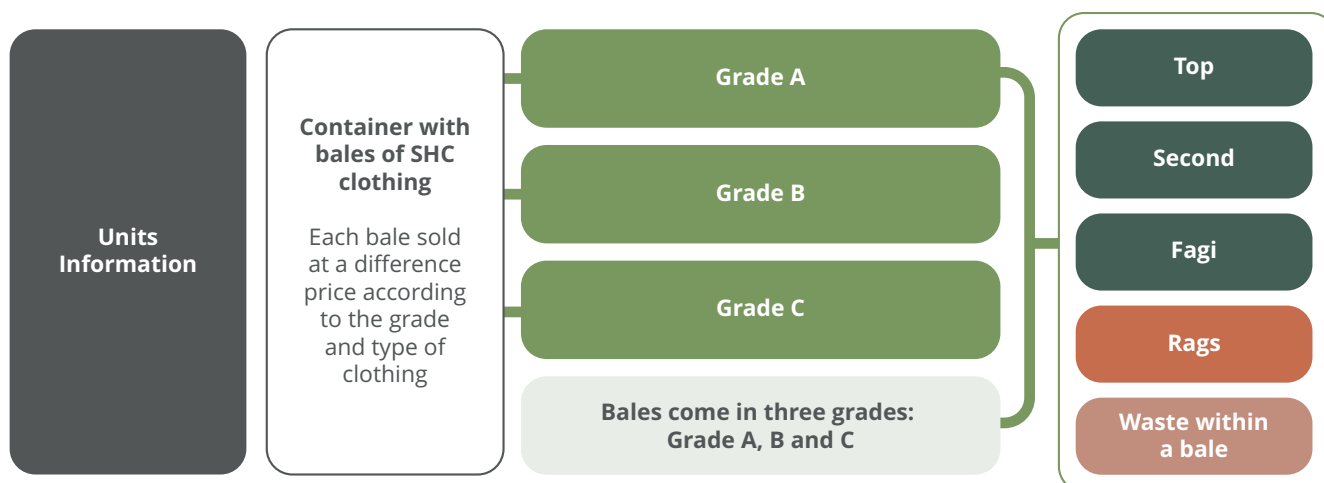 Units
Information
Container with
bales of SHC
clothing
Each bale sold
at a difference
price according
to the grade
and type of
clothing
Grade A
Grade B
Grade C
Bales come in three grades:
Grade A, B and C
Top
Second
Fagi
Rags
Waste within
a bale